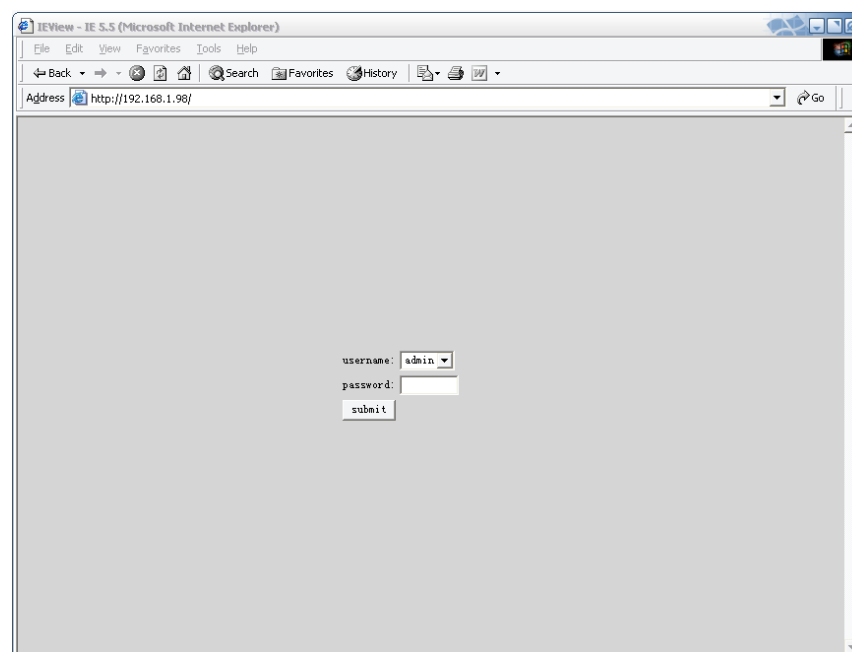 IEView - IE 5.5 (Microsoft Internet Explorer)
File Edit View Favorites Tools Help
Back Search Favorites History W
Address http://192.168.1.98/ Go
username: admin
password:
submit